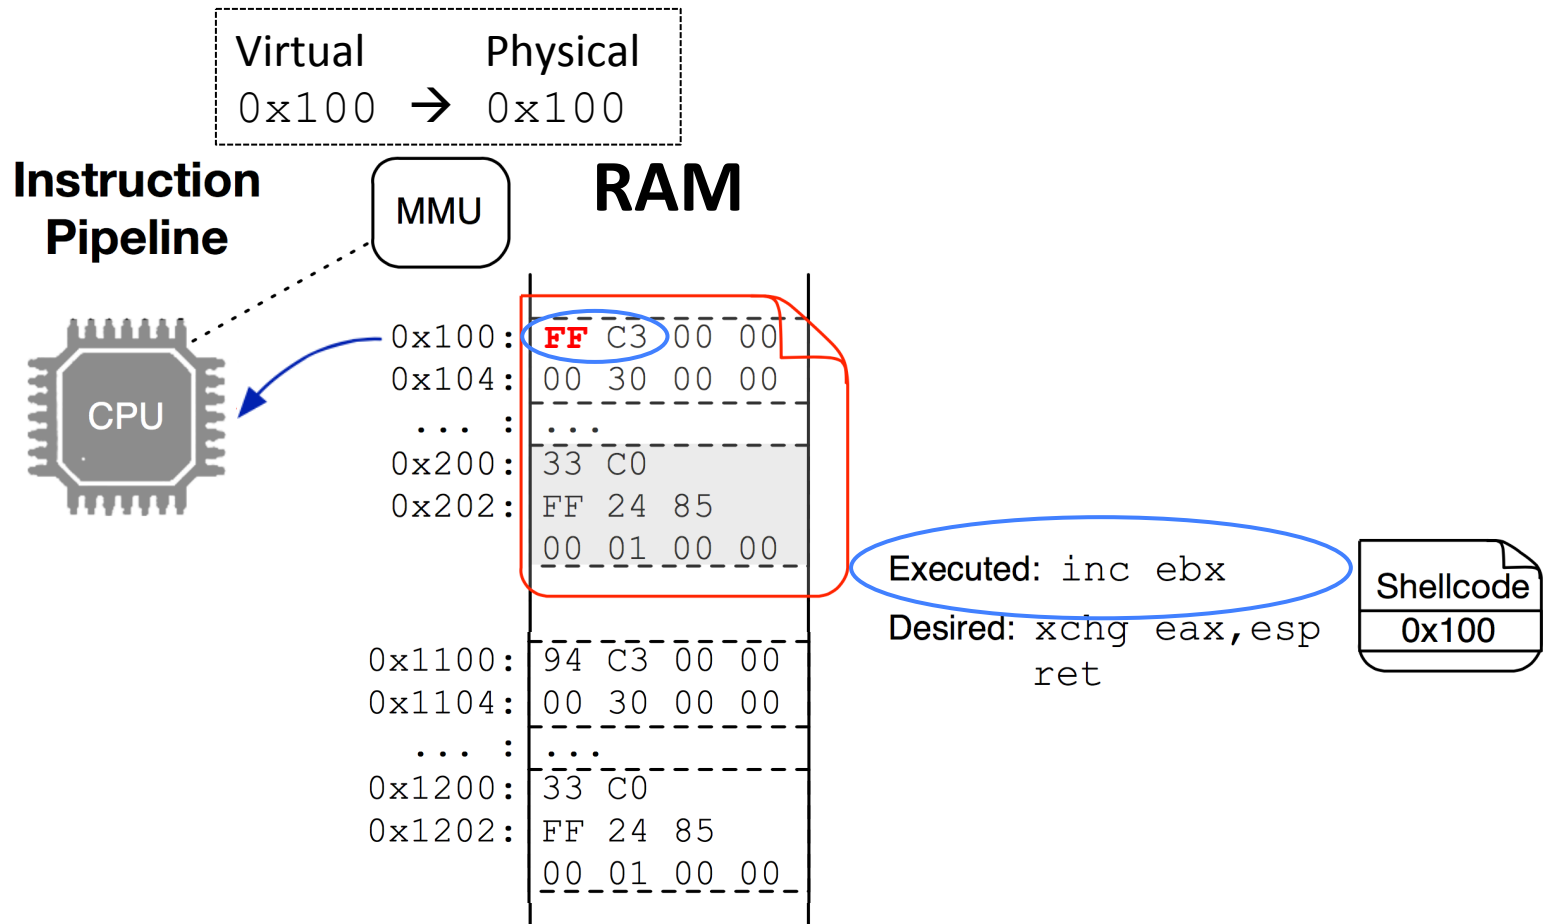 Virtual Physical
0x100 → 0x100
Instruction
Pipeline
MMU
RAM
CPU
0x100: FF C3 00 00
0x104: 00 30 00 00
... : ...
0x200: 33 C0
0x202: FF 24 85
00 01 00 00
Executed: inc ebx
Desired: xchg eax,esp
ret
Shellcode
0x100
0x1100: 94 C3 00 00
0x1104: 00 30 00 00
... : ...
0x1200: 33 C0
0x1202: FF 24 85
00 01 00 00